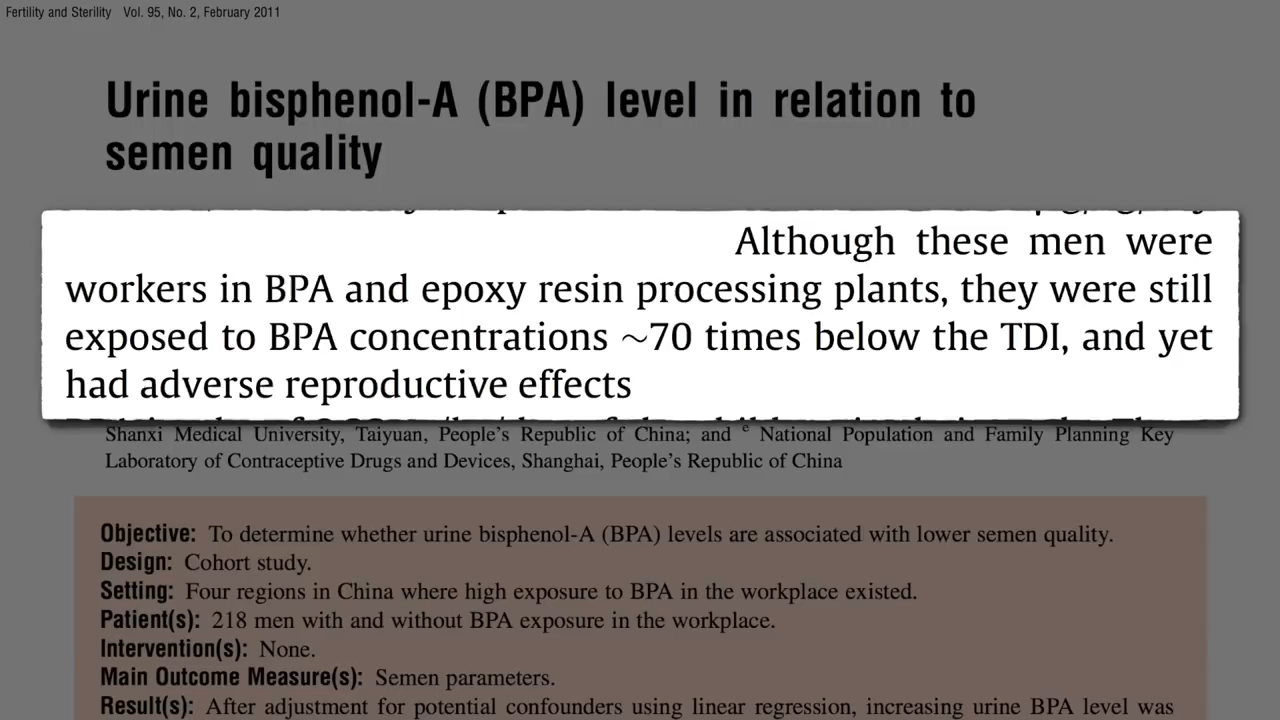 Fertility and Sterility Vol. 95, No. 2, February 2011
Urine bisphenol-A (BPA) level in relation to
semen quality
Although these men were
workers in BPA and epoxy resin processing plants, they were still
exposed to BPA concentrations ~70 times below the TDI, and yet
had adverse reproductive effects
Shanxi Medical University, Taiyuan, People's Republic of China; and e National Population and Family Planning Key
Laboratory of Contraceptive Drugs and Devices, Shanghai, People's Republic of China
Objective: To determine whether urine bisphenol-A (BPA) levels are associated with lower semen quality.
Design: Cohort study.
Setting: Four regions in China where high exposure to BPA in the workplace existed.
Patient(s): 218 men with and without BPA exposure in the workplace.
Intervention(s): None.
Main Outcome Measure(s): Semen parameters.
Result(s): After adjustment for potential confounders using linear regression, increasing urine BPA level was